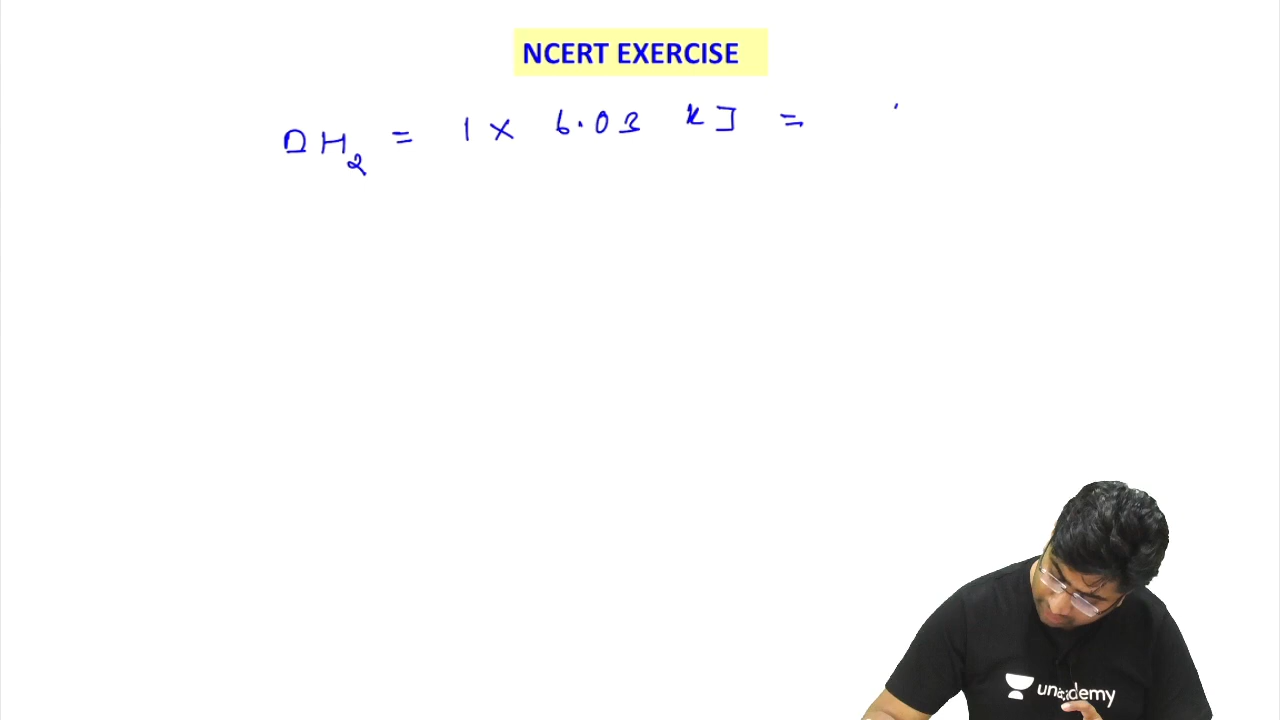 NCERT EXERCISE
ΔH₂ = 1 × 6.03 kJ =
unacademy